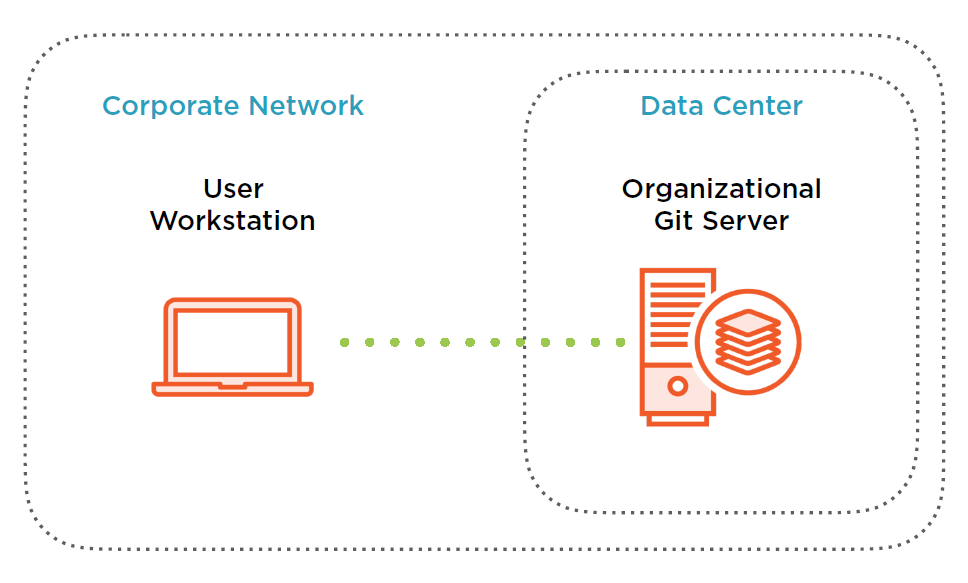 Corporate Network
Data Center
User
Workstation
Organizational
Git Server